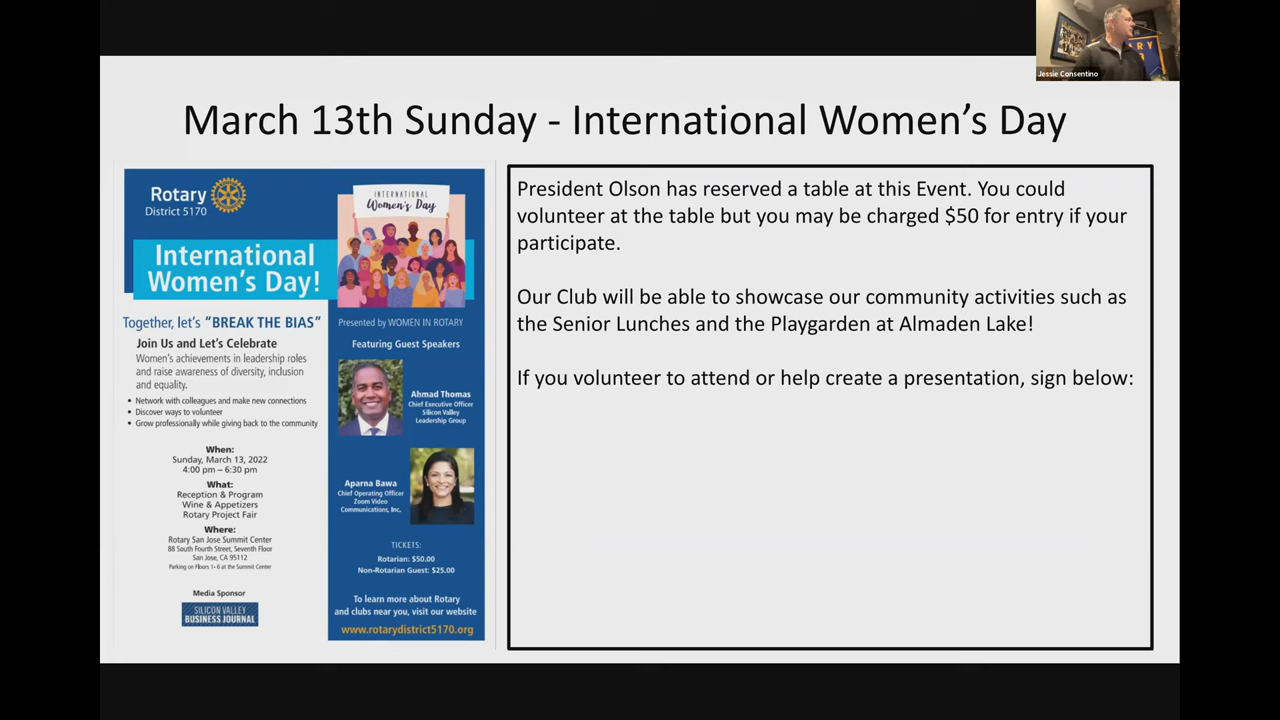 Jessie Consentino
March 13th Sunday - International Women's Day
Rotary
District 5170
International
Women's Day!
Together, let's "BREAK THE BIAS"
Join Us and Let's Celebrate
Women's achievements in leadership roles
and raise awareness of diversity, inclusion
and equality.
• Network with colleagues and make new connections
• Discover ways to volunteer
• Grow professionally while giving back to the community
When:
Sunday, March 13, 2022
4:00 pm – 6:30 pm
What:
Reception & Program
Wine & Appetizers
Rotary Project Fair
Where:
Rotary San Jose Summit Center
88 South Fourth Street, Seventh Floor
San Jose, CA 95112
Parking on Floors 1-6 at the Summit Center
Media Sponsor
SILICON VALLEY
BUSINESS JOURNAL
INTERNATIONAL
Women's Day
Presented by WOMEN IN ROTARY
Featuring Guest Speakers
Ahmad Thomas
Chief Executive Officer
Silicon Valley
Leadership Group
Aparna Bawa
Chief Operating Officer
Zoom Video
Communications, Inc.
TICKETS:
Rotarian: $50.00
Non-Rotarian Guest: $25.00
To learn more about Rotary
and clubs near you, visit our website
www.rotarydistrict5170.org
President Olson has reserved a table at this Event. You could
volunteer at the table but you may be charged $50 for entry if your
participate.
Our Club will be able to showcase our community activities such as
the Senior Lunches and the Playgarden at Almaden Lake!
If you volunteer to attend or help create a presentation, sign below: